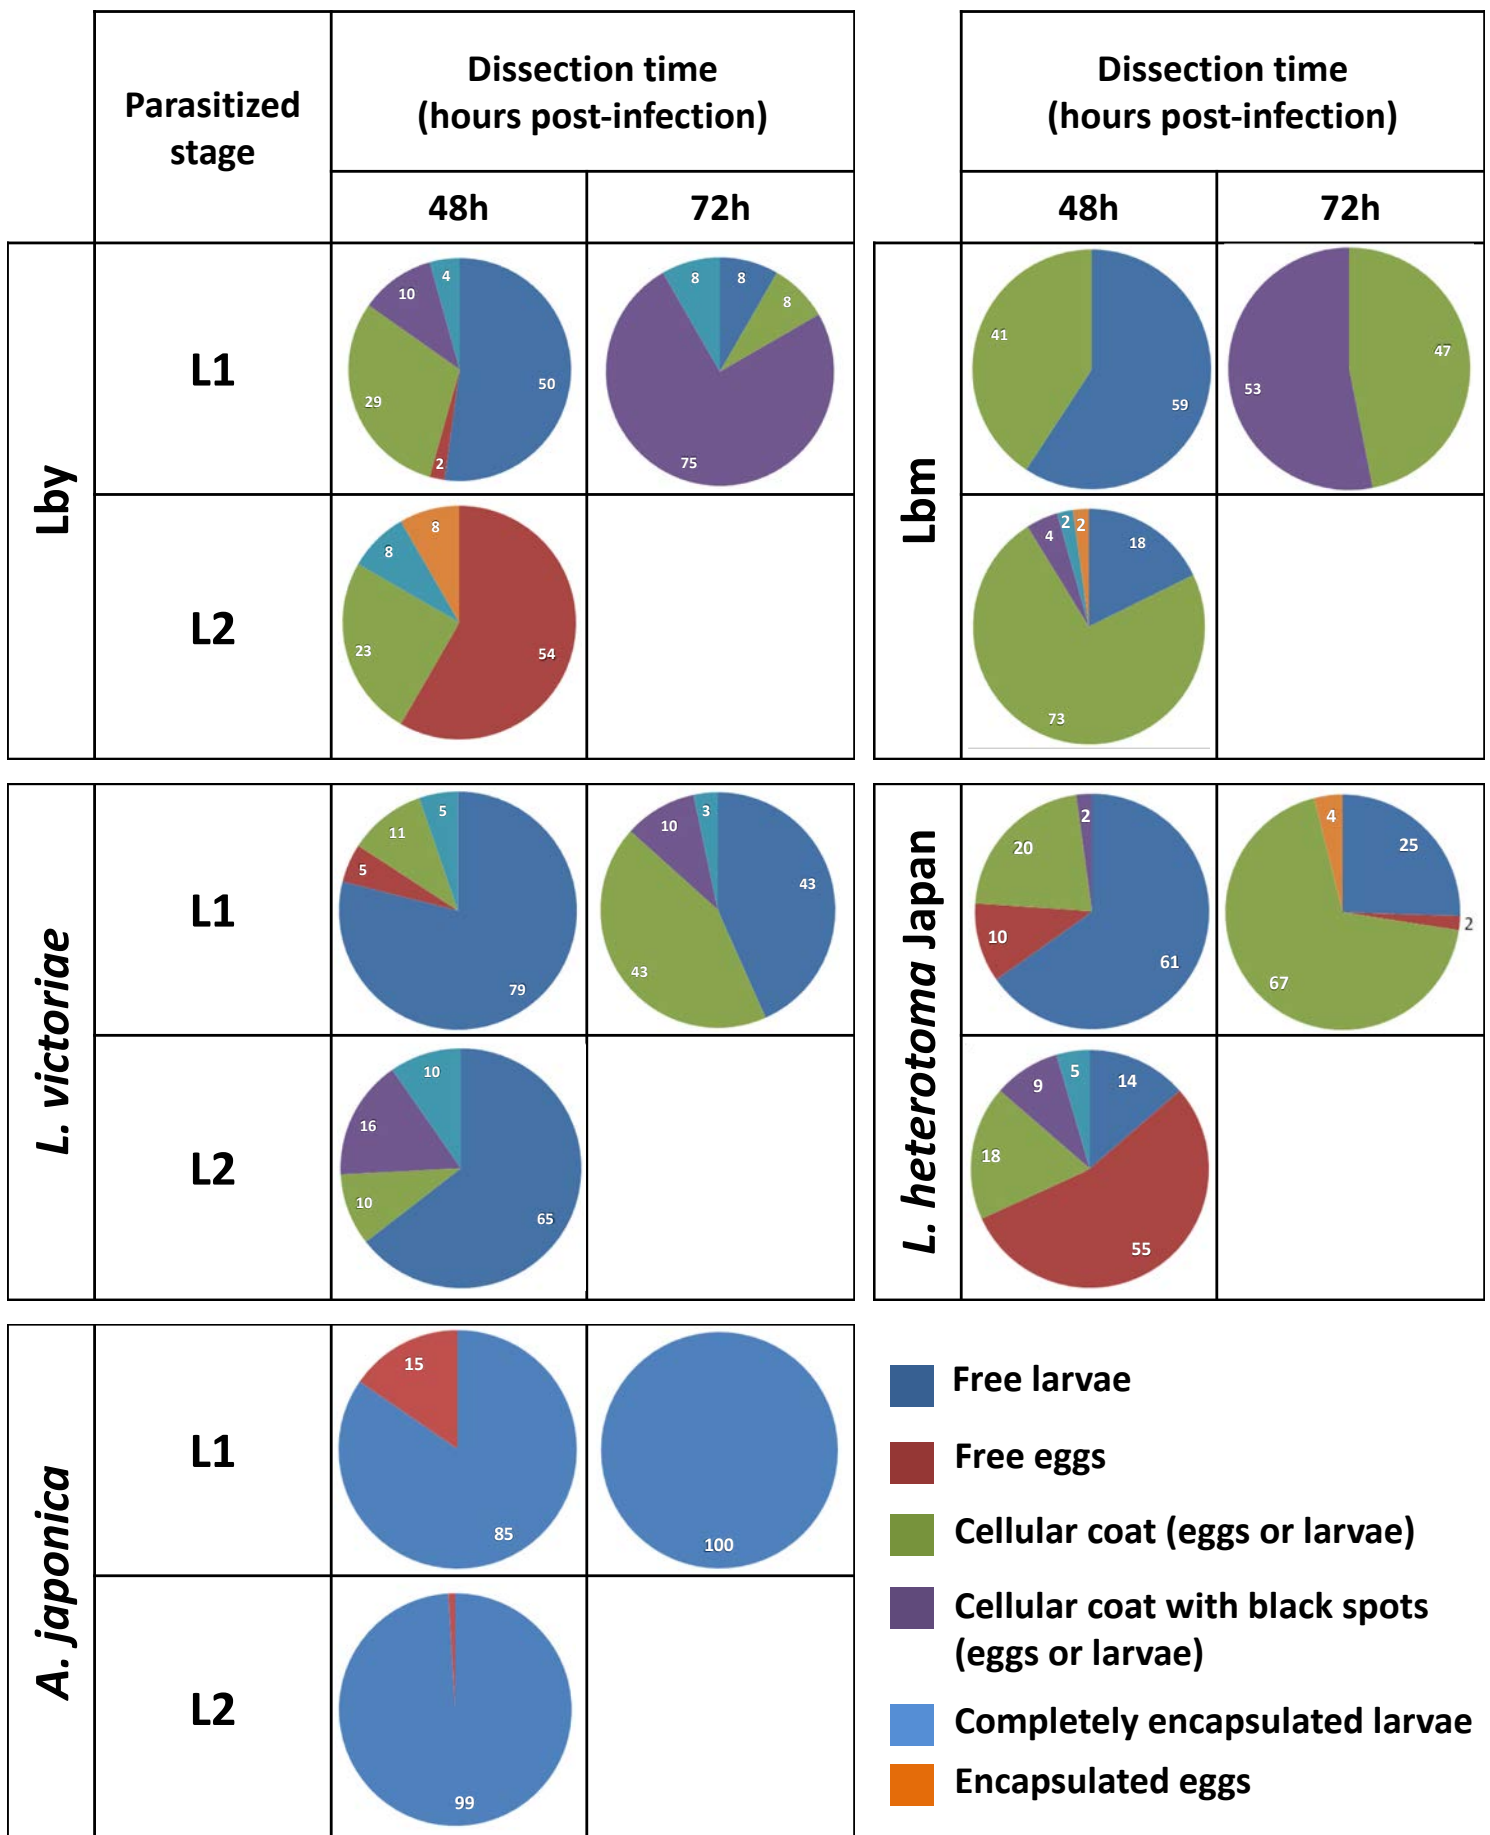 Parasitized
stage
Dissection time
(hours post-infection)
48h
72h
Dissection time
(hours post-infection)
48h
72h
Lby
L1
4
10
50
29
2
8
8
8
75
L2
8
8
23
54
Lbm
41
59
47
53
4
2
2
18
73
L. victoriae
L1
5
11
5
79
3
10
43
43
L2
10
16
10
65
L. heterotoma Japan
2
20
10
61
4
25
2
67
5
9
14
18
55
A. japonica
L1
15
85
100
L2
99
Free larvae
Free eggs
Cellular coat (eggs or larvae)
Cellular coat with black spots
(eggs or larvae)
Completely encapsulated larvae
Encapsulated eggs